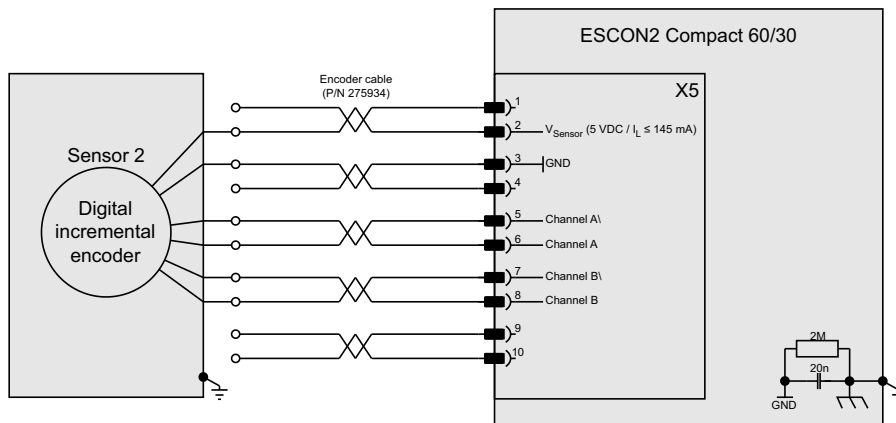 ESCON2 Compact 60/30
Encoder cable
(P/N 275934)
X5
1
2
V_Sensor (5 VDC / I_L ≤ 145 mA)
Sensor 2
3
GND
4
Digital
incremental
encoder
5
Channel A\
6
Channel A
7
Channel B\
8
Channel B
9
10
2M
20n
GND